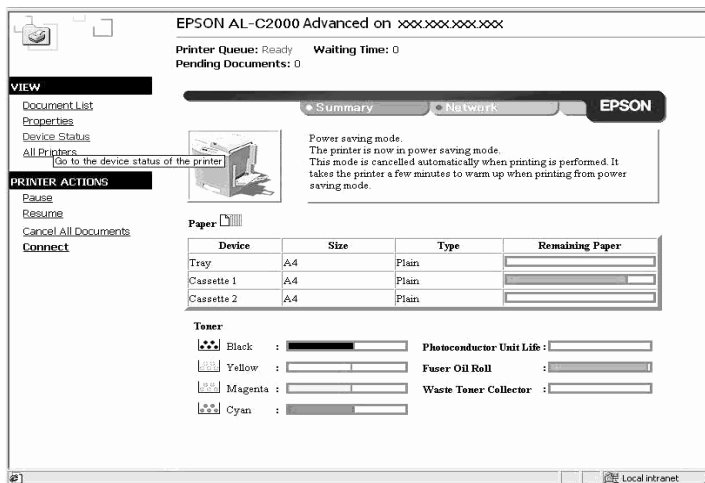 EPSON AL-C2000 Advanced on xxx.xxx.xxx.xxx
Printer Queue: Ready Waiting Time: 0
Pending Documents: 0
VIEW
Document List
Properties
Device Status
All Printers
Go to the device status of the printer
PRINTER ACTIONS
Pause
Resume
Cancel All Documents
Connect
Summary
Network
EPSON
Power saving mode.
The printer is now in power saving mode.
This mode is cancelled automatically when printing is performed. It
takes the printer a few minutes to warm up when printing from power
saving mode.
Paper
Device Size Type Remaining Paper
Tray A4 Plain
Cassette 1 A4 Plain
Cassette 2 A4 Plain
Toner
Black : Photoconductor Unit Life :
Yellow : Fuser Oil Roll :
Magenta : Waste Toner Collector :
Cyan :
Local intranet